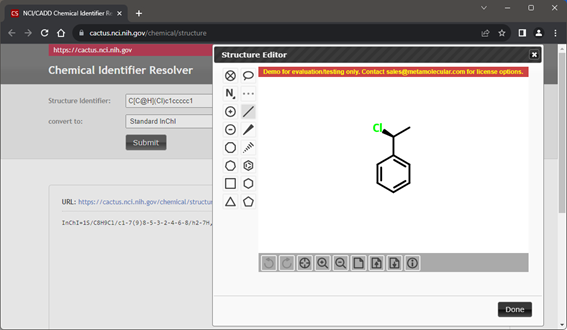 CS NCI/CADD Chemical Identifier Re
cactus.nci.nih.gov/chemical/structure
https://cactus.nci.nih.gov
Chemical Identifier Resolver
Structure Identifier:
C[C@H](Cl)c1ccccc1
convert to:
Standard InChI
Submit
URL: https://cactus.nci.nih.gov/chemical/structu
InChI=1S/C8H9Cl/c1-7(9)8-5-3-2-4-6-8/h2-7H,
Structure Editor
Demo for evaluation/testing only. Contact sales@metamolecular.com for license options.
N
Cl
Done